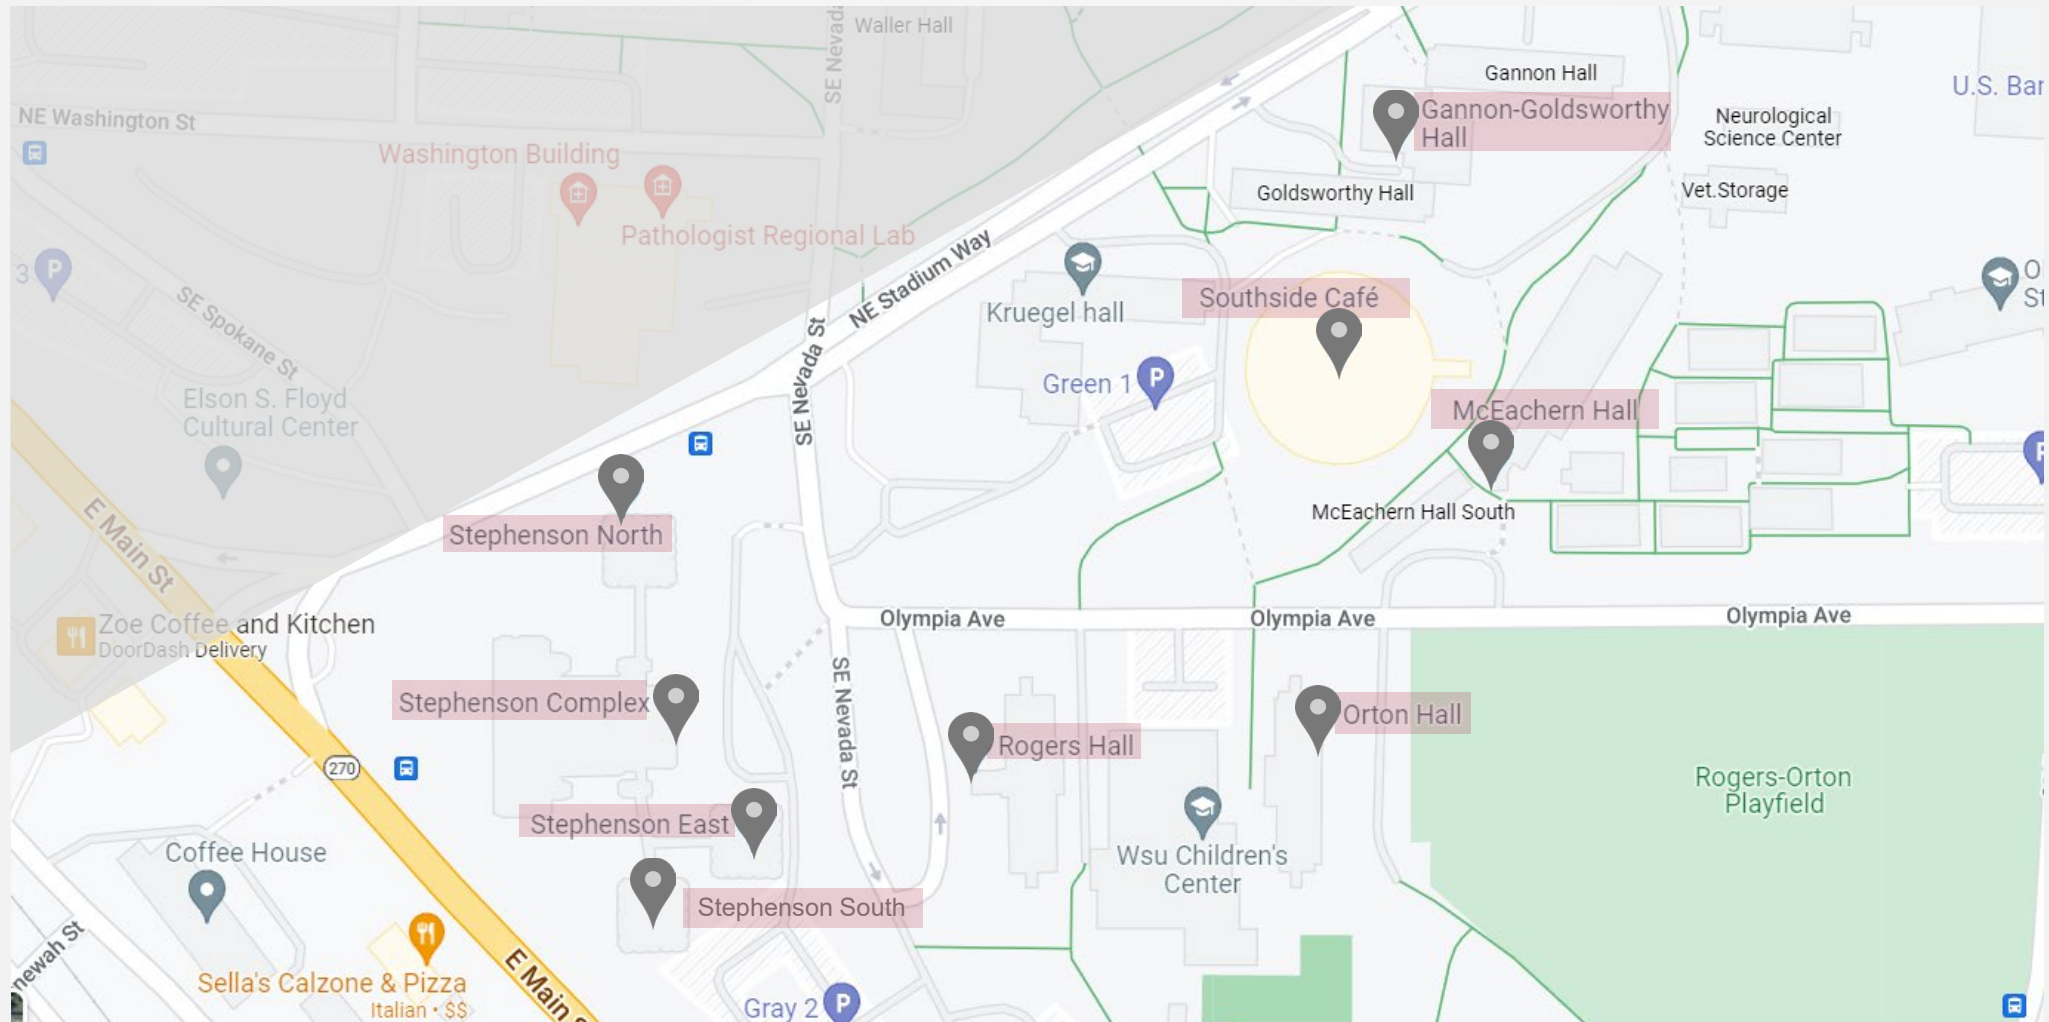 Waller Hall
SE Nevada
Gannon Hall
U.S. Bar
Gannon-Goldsworthy
Hall
NE Washington St
Neurological
Science Center
Washington Building
Goldsworthy Hall
Vet.Storage
Pathologist Regional Lab
NE Stadium Way
3
P
SE Spokane St
Kruegel hall
Southside Café
O
St
SE Nevada St
Green 1
P
Elson S. Floyd
Cultural Center
McEachern Hall
P
McEachern Hall South
Stephenson North
E Main St
Zoe Coffee and Kitchen
DoorDash Delivery
Olympia Ave
Olympia Ave
Olympia Ave
Stephenson Complex
SE Nevada St
Orton Hall
Rogers Hall
270
Rogers-Orton
Playfield
Stephenson East
Coffee House
Wsu Children's
Center
Stephenson South
newah St
E Main S
Sella's Calzone & Pizza
Italian • $$
Gray 2
P